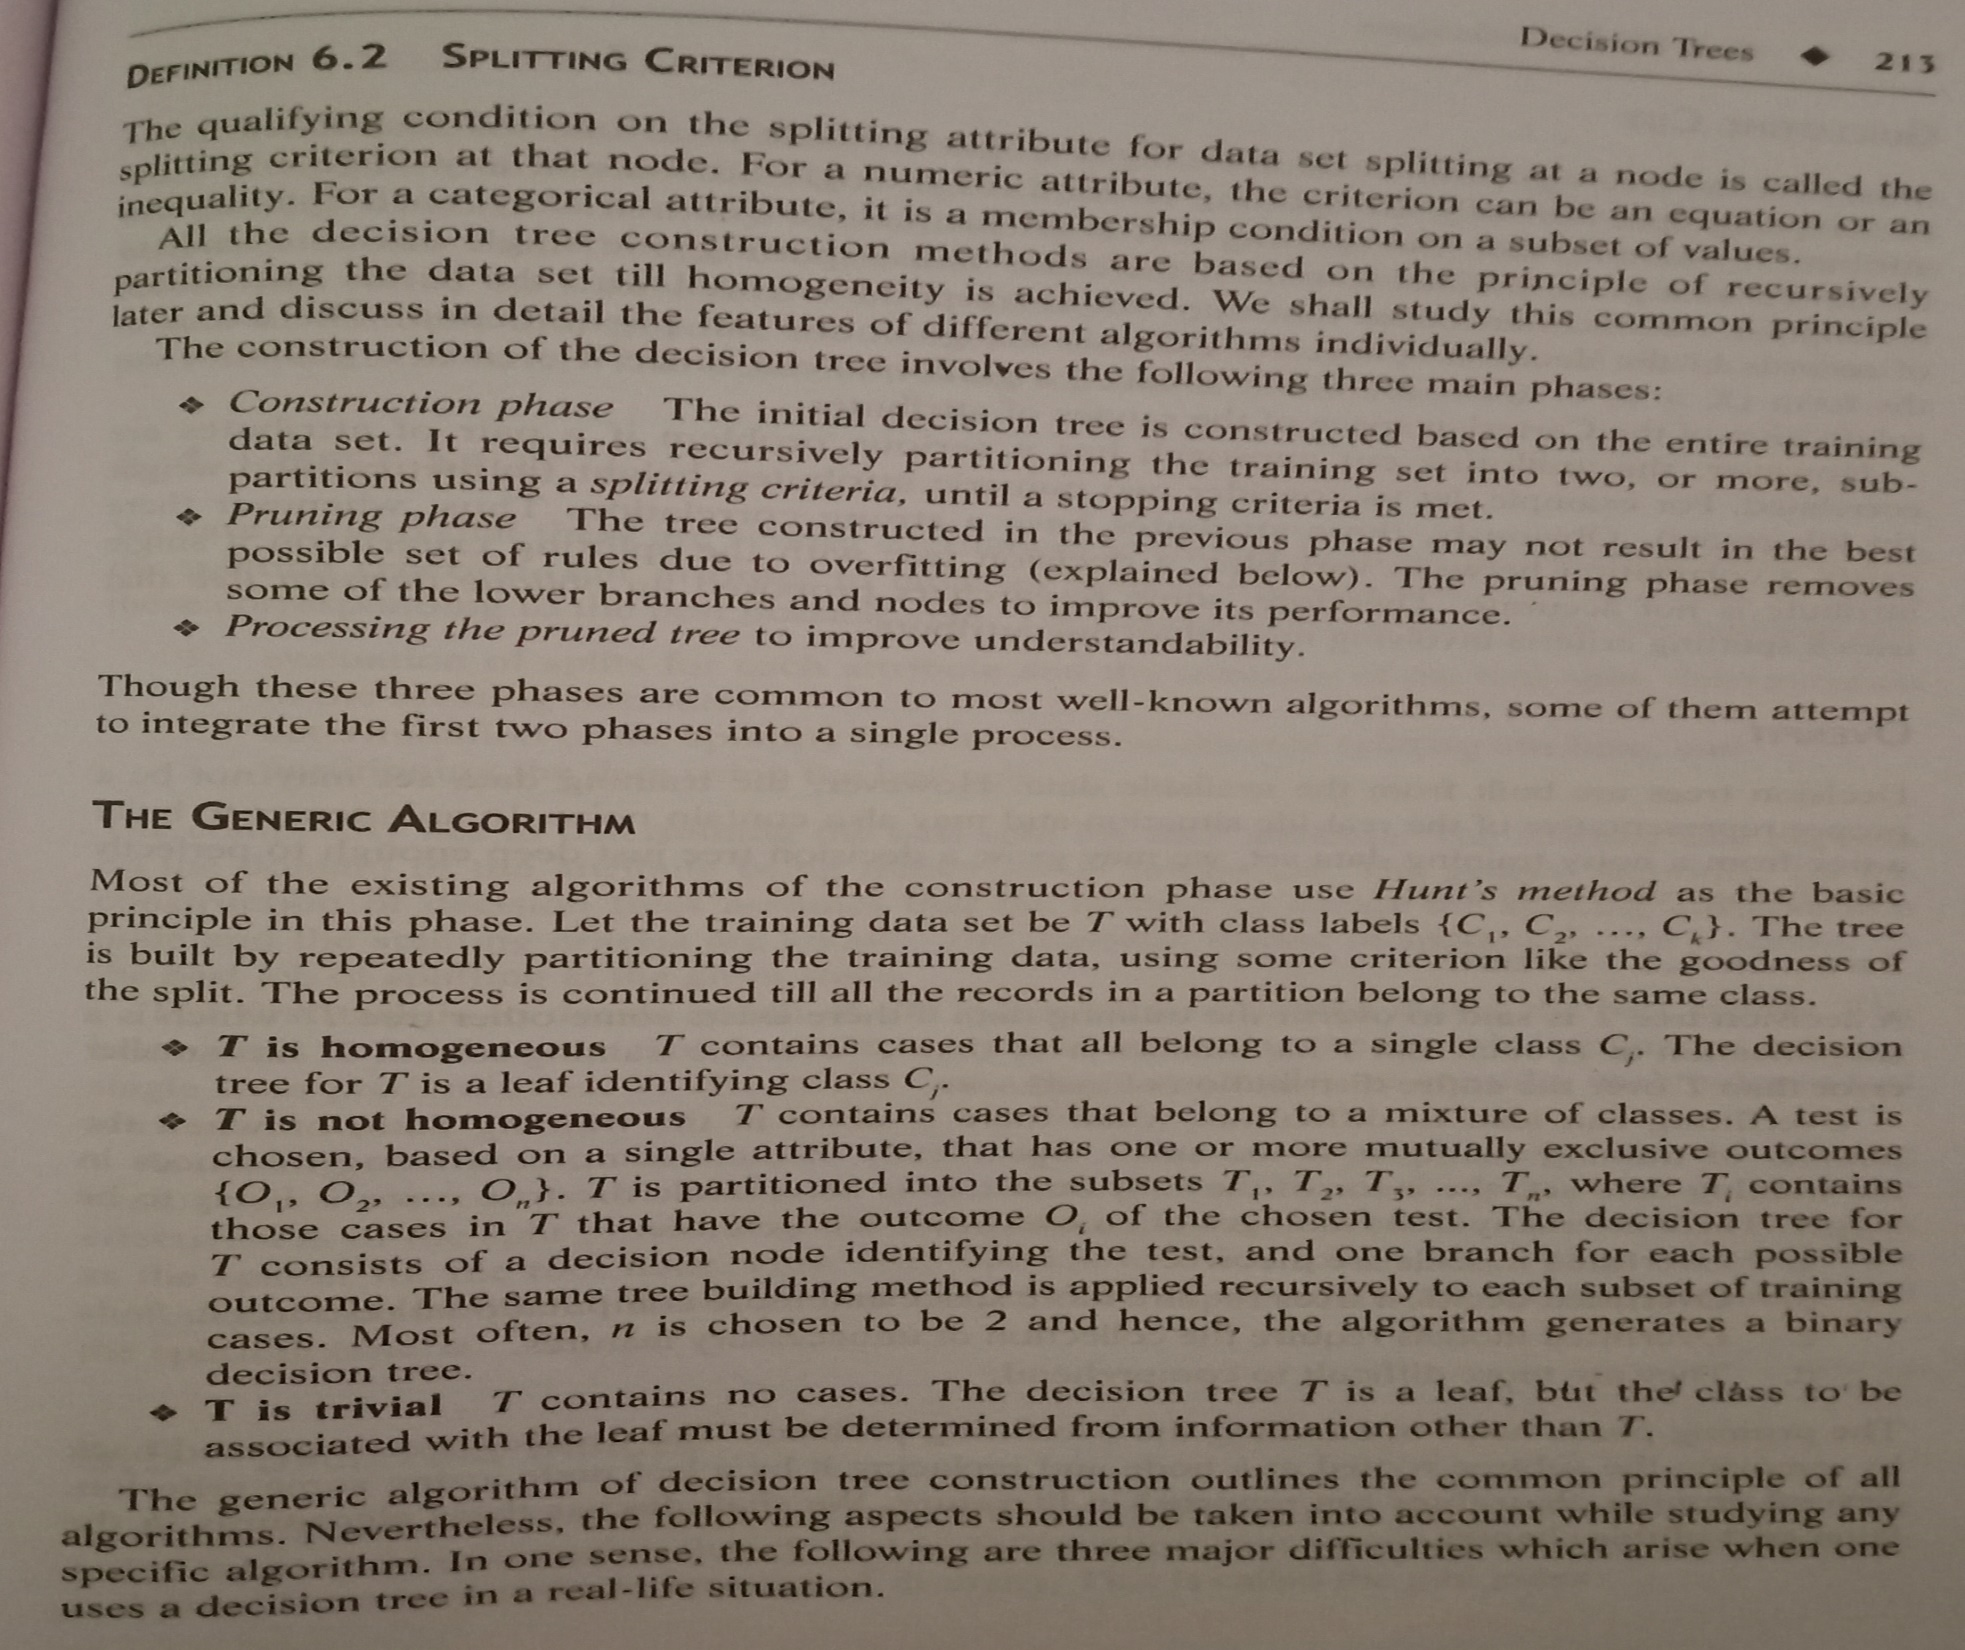 Decision Trees ◆ 213
DEFINITION 6.2 SPLITTING CRITERION
The qualifying condition on the splitting attribute for data set splitting at a node is called the
splitting criterion at that node. For a numeric attribute, the criterion can be an equation or an
inequality. For a categorical attribute, it is a membership condition on a subset of values.
All the decision tree construction methods are based on the principle of recursively
partitioning the data set till homogeneity is achieved. We shall study this common principle
later and discuss in detail the features of different algorithms individually.
The construction of the decision tree involves the following three main phases:
❖ Construction phase The initial decision tree is constructed based on the entire training
data set. It requires recursively partitioning the training set into two, or more, sub-
partitions using a splitting criteria, until a stopping criteria is met.
❖ Pruning phase The tree constructed in the previous phase may not result in the best
possible set of rules due to overfitting (explained below). The pruning phase removes
some of the lower branches and nodes to improve its performance.
❖ Processing the pruned tree to improve understandability.
Though these three phases are common to most well-known algorithms, some of them attempt
to integrate the first two phases into a single process.
THE GENERIC ALGORITHM
Most of the existing algorithms of the construction phase use Hunt's method as the basic
principle in this phase. Let the training data set be T with class labels {C₁, C₂, ..., Cₖ}. The tree
is built by repeatedly partitioning the training data, using some criterion like the goodness of
the split. The process is continued till all the records in a partition belong to the same class.
❖ T is homogeneous T contains cases that all belong to a single class Cⱼ. The decision
tree for T is a leaf identifying class Cⱼ.
❖ T is not homogeneous T contains cases that belong to a mixture of classes. A test is
chosen, based on a single attribute, that has one or more mutually exclusive outcomes
{O₁, O₂, ..., Oₙ}. T is partitioned into the subsets T₁, T₂, T₃, ..., Tₙ, where Tᵢ contains
those cases in T that have the outcome Oᵢ of the chosen test. The decision tree for
T consists of a decision node identifying the test, and one branch for each possible
outcome. The same tree building method is applied recursively to each subset of training
cases. Most often, n is chosen to be 2 and hence, the algorithm generates a binary
decision tree.
❖ T is trivial T contains no cases. The decision tree T is a leaf, but the class to be
associated with the leaf must be determined from information other than T.
The generic algorithm of decision tree construction outlines the common principle of all
algorithms. Nevertheless, the following aspects should be taken into account while studying any
specific algorithm. In one sense, the following are three major difficulties which arise when one
uses a decision tree in a real-life situation.